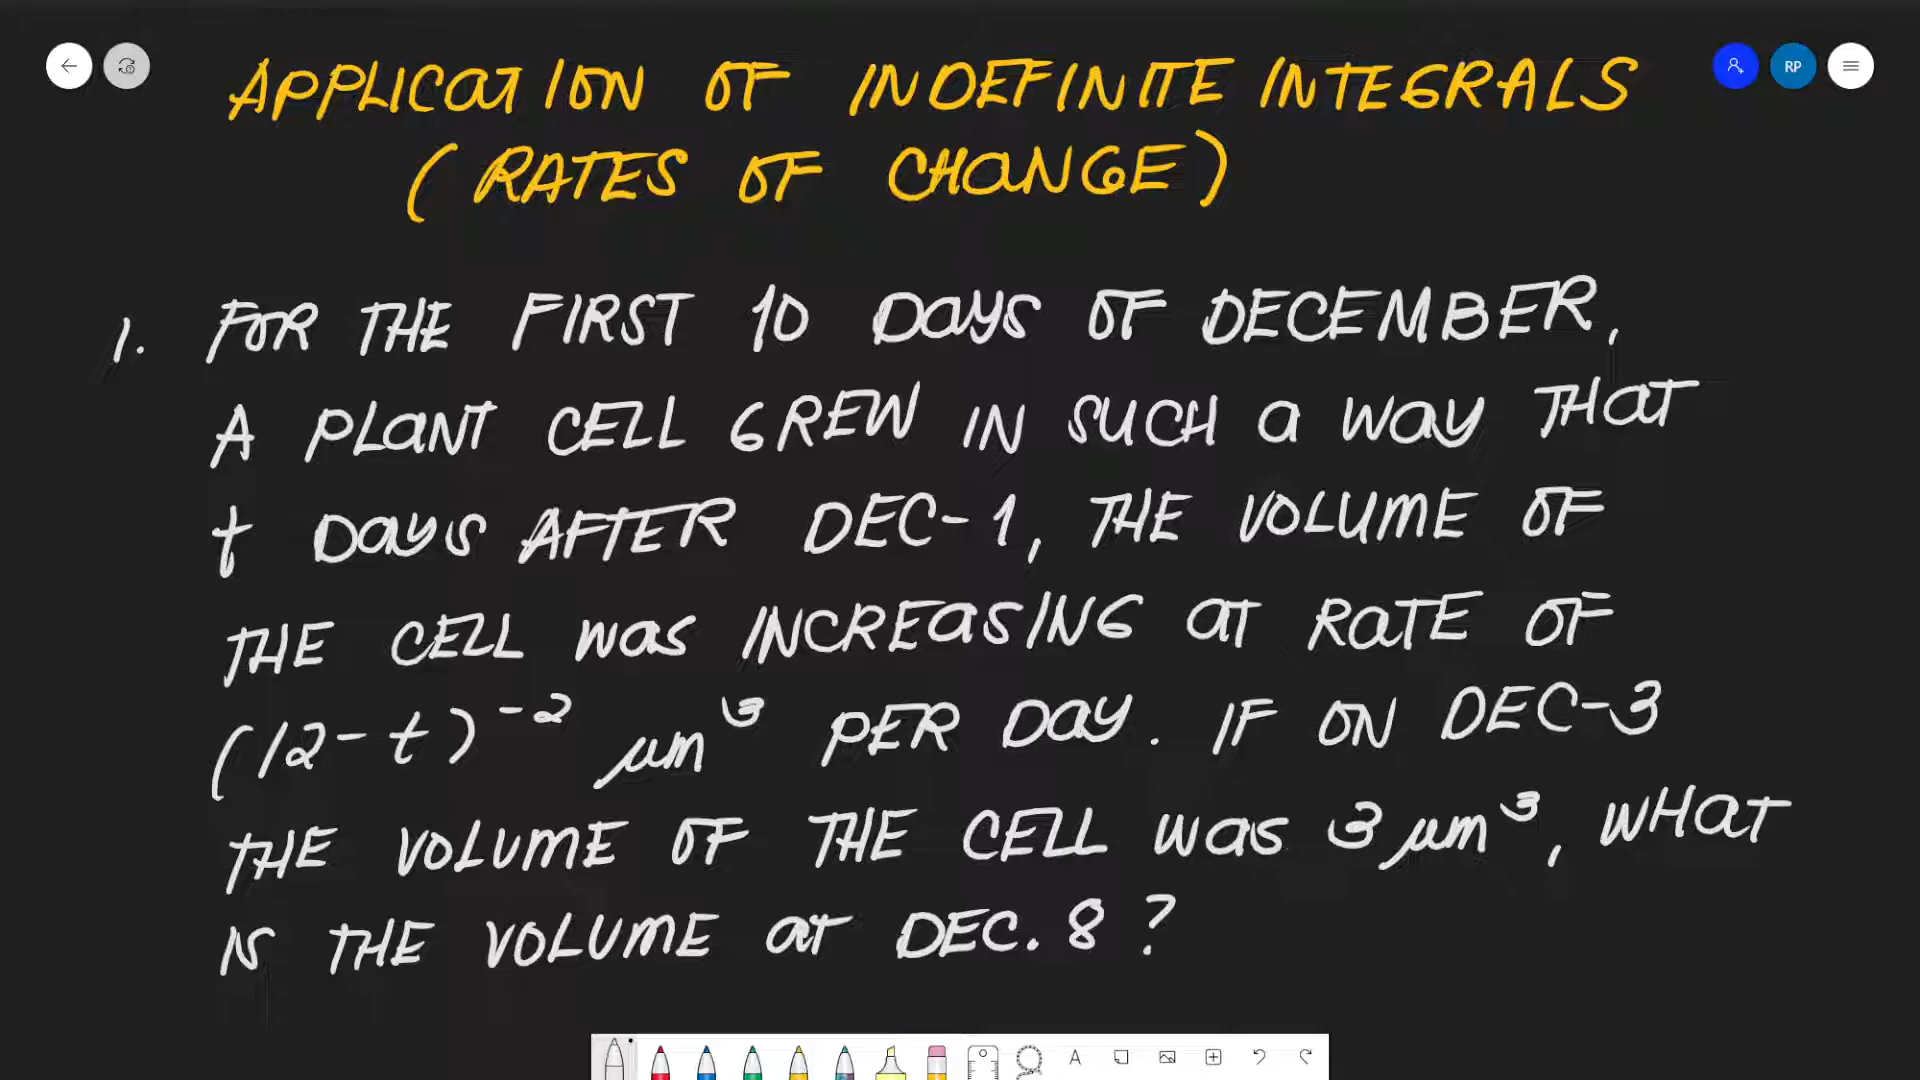 RP
APPLICATION OF INDEFINITE INTEGRALS
(RATES OF CHANGE)
1. FOR THE FIRST 10 DAYS OF DECEMBER,
A PLANT CELL GREW IN SUCH A WAY THAT
t DAYS AFTER DEC-1, THE VOLUME OF
THE CELL WAS INCREASING AT RATE OF
(12-t)⁻² μm³ PER DAY. IF ON DEC-3
THE VOLUME OF THE CELL WAS 3 μm³, WHAT
IS THE VOLUME AT DEC. 8?
A